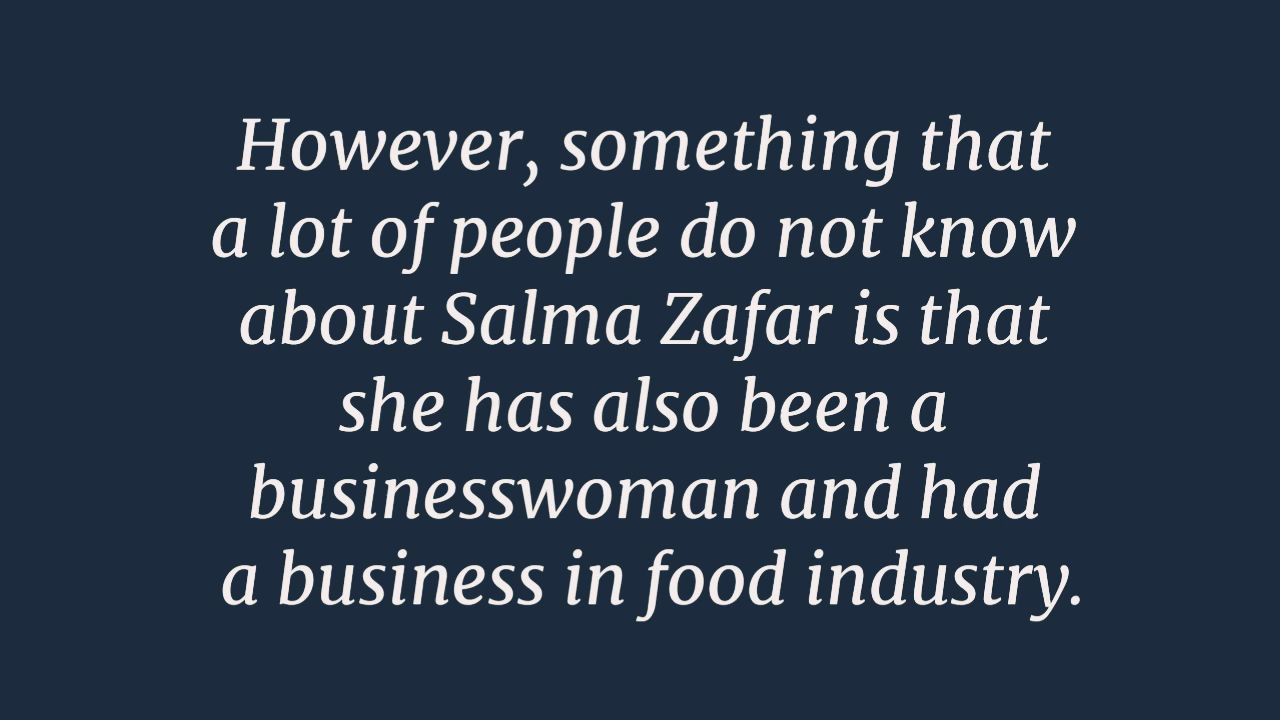 However, something that
a lot of people do not know
about Salma Zafar is that
she has also been a
businesswoman and had
a business in food industry.